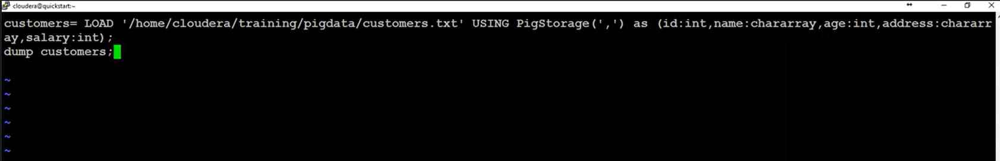 cloudera@quickstart:~
customers= LOAD '/home/cloudera/training/pigdata/customers.txt' USING PigStorage(',') as (id:int,name:chararray,age:int,address:chararr
ay,salary:int);
dump customers;
~
~
~
~
~
~